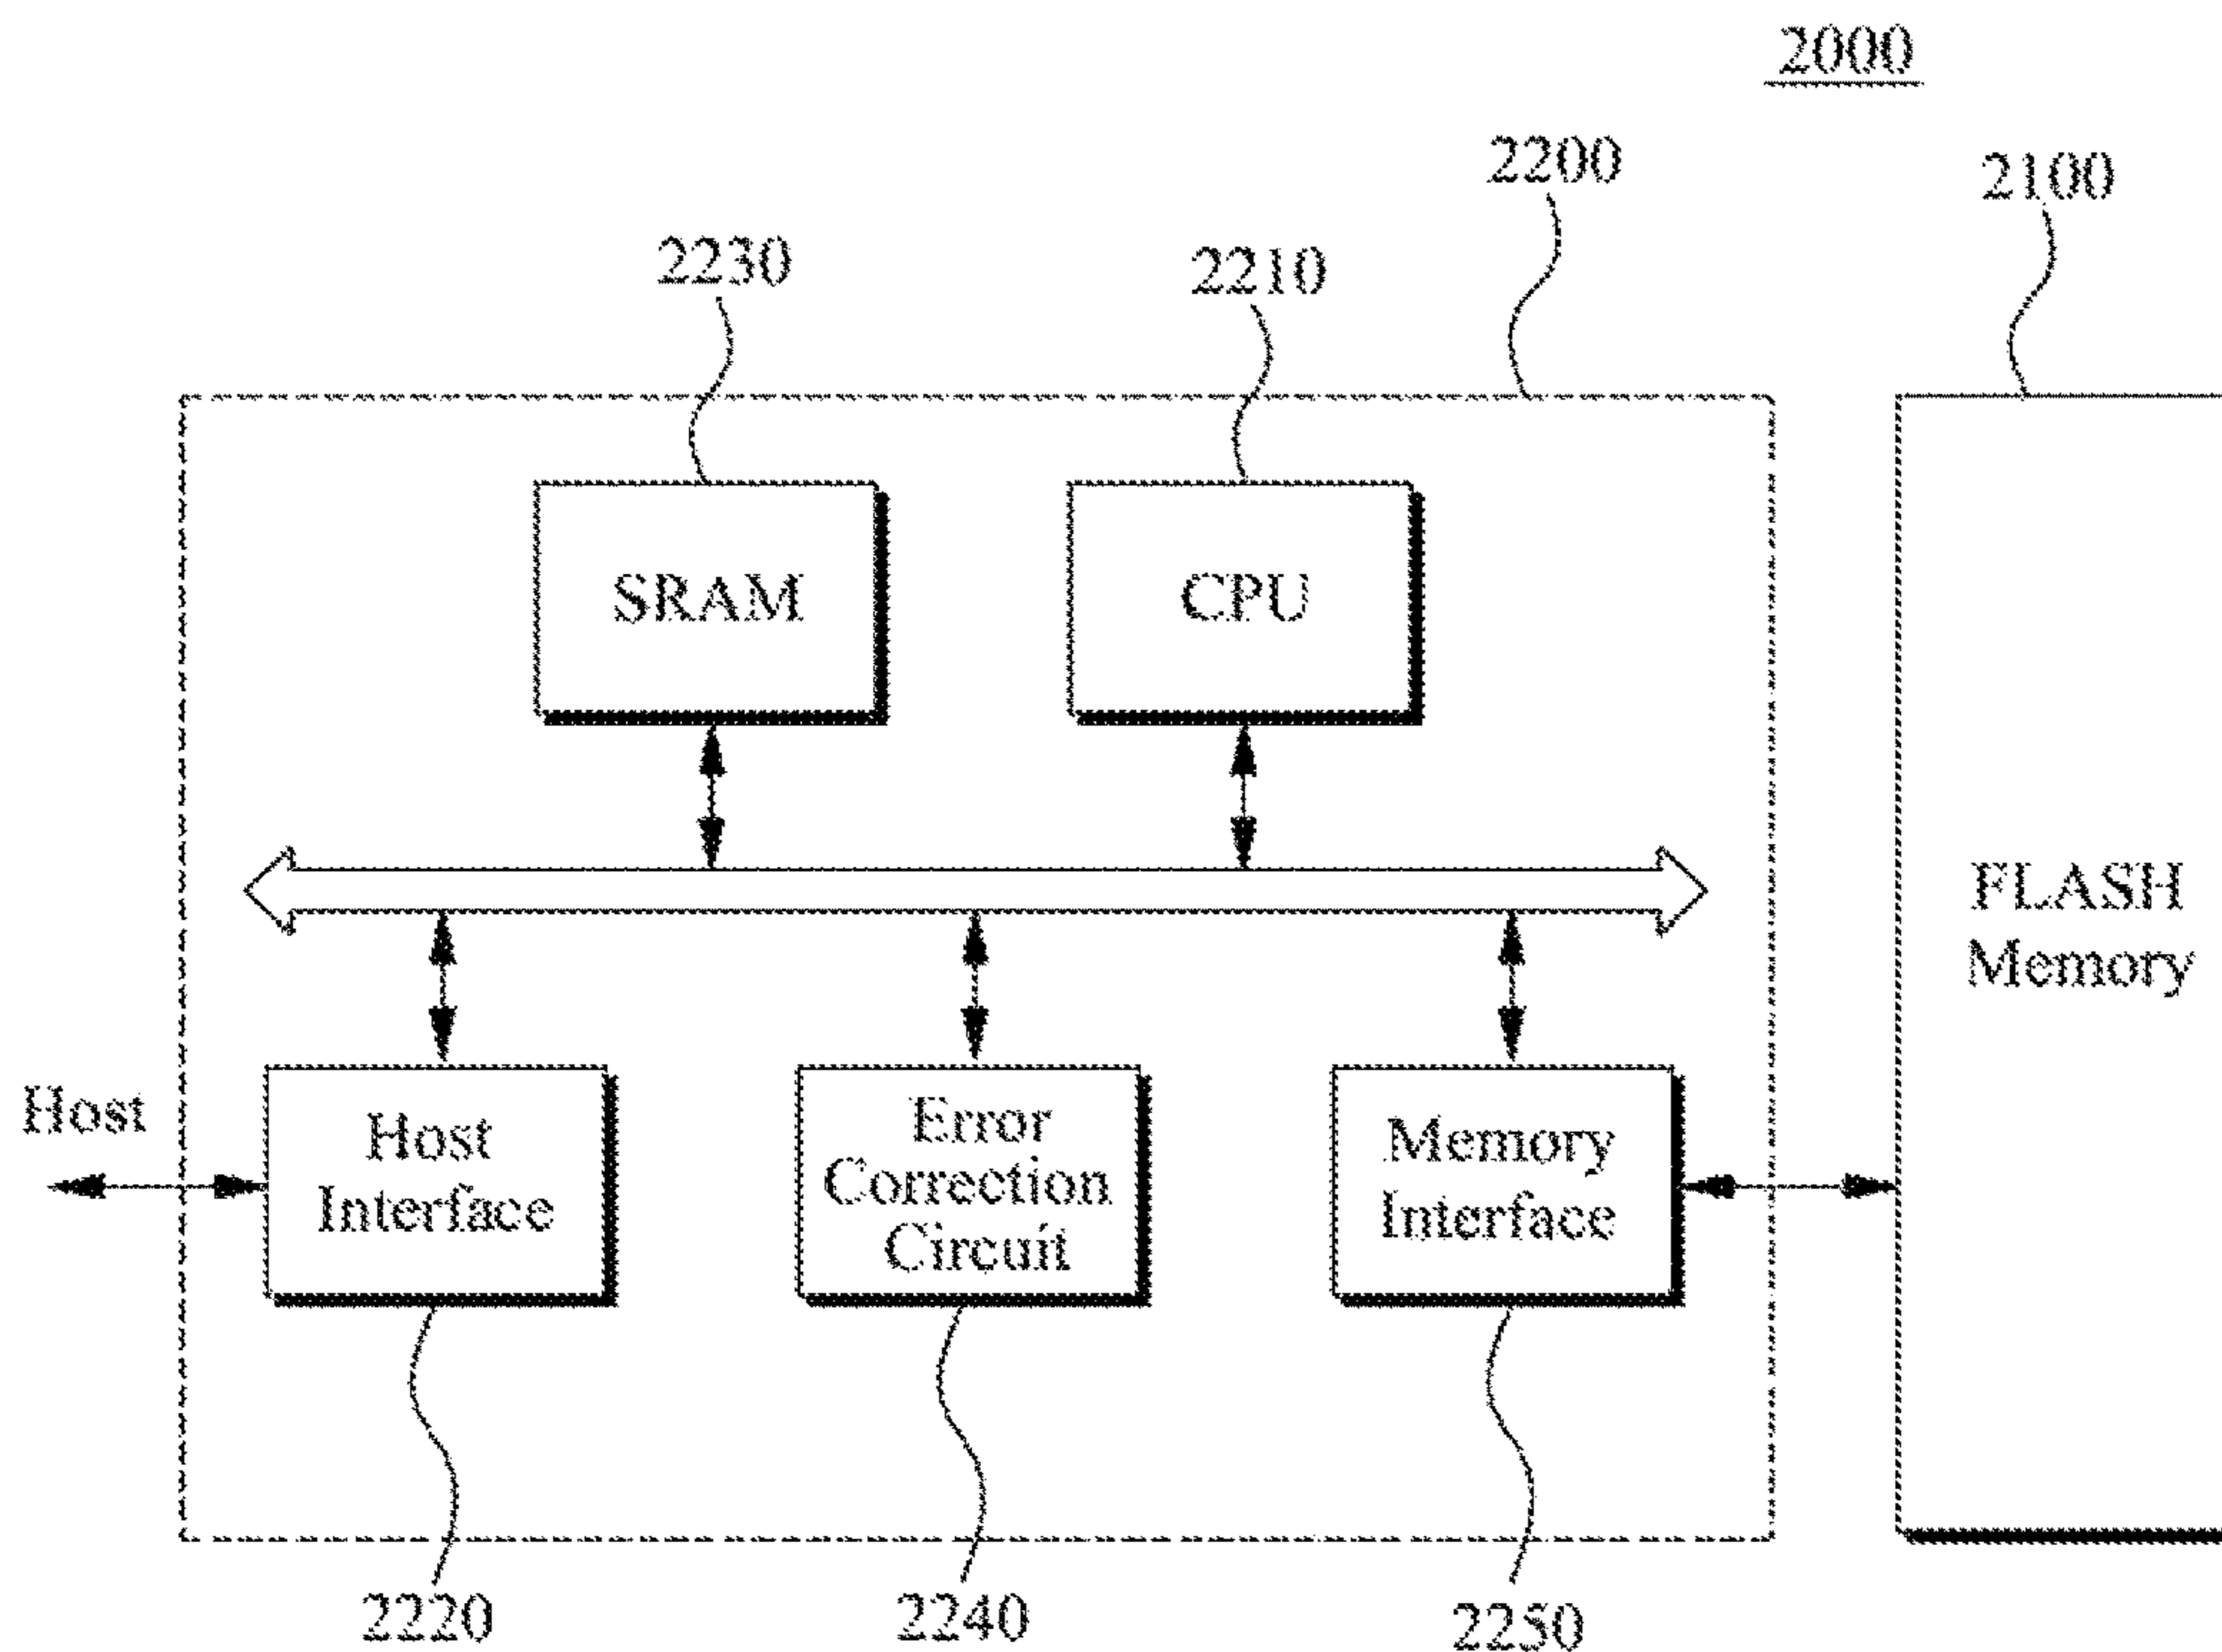 2000
2200
2100
2230
2210
SRAM
CPU
FLASH
Memory
Host
Host
Interface
Error
Correction
Circuit
Memory
Interface
2220
2240
2250